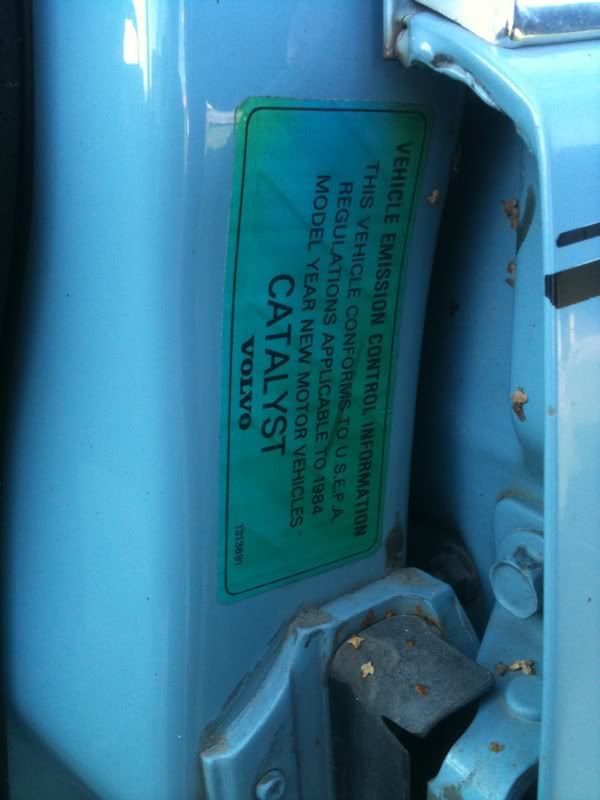 VEHICLE EMISSION CONTROL INFORMATION
THIS VEHICLE CONFORMS TO U.S.E.P.A.
REGULATIONS APPLICABLE TO 1984
MODEL YEAR NEW MOTOR VEHICLES -
CATALYST
VOLVO
1313691